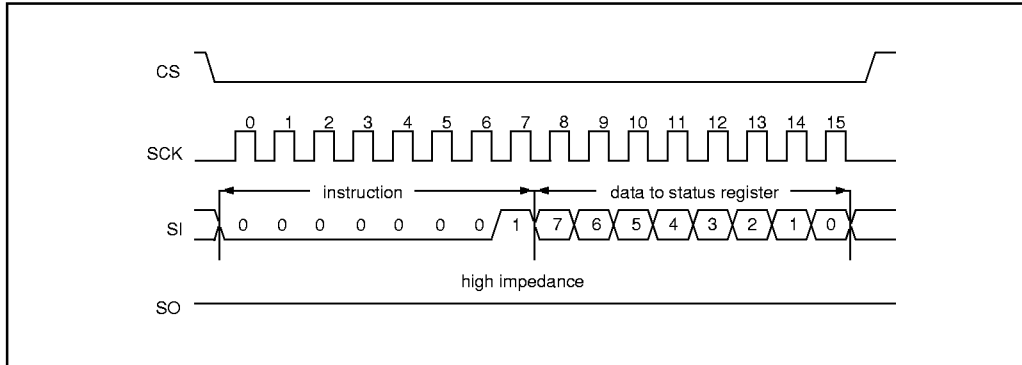 CS
0 1 2 3 4 5 6 7 8 9 10 11 12 13 14 15
SCK
instruction data to status register
SI 0 0 0 0 0 0 0 1 7 6 5 4 3 2 1 0
high impedance
SO